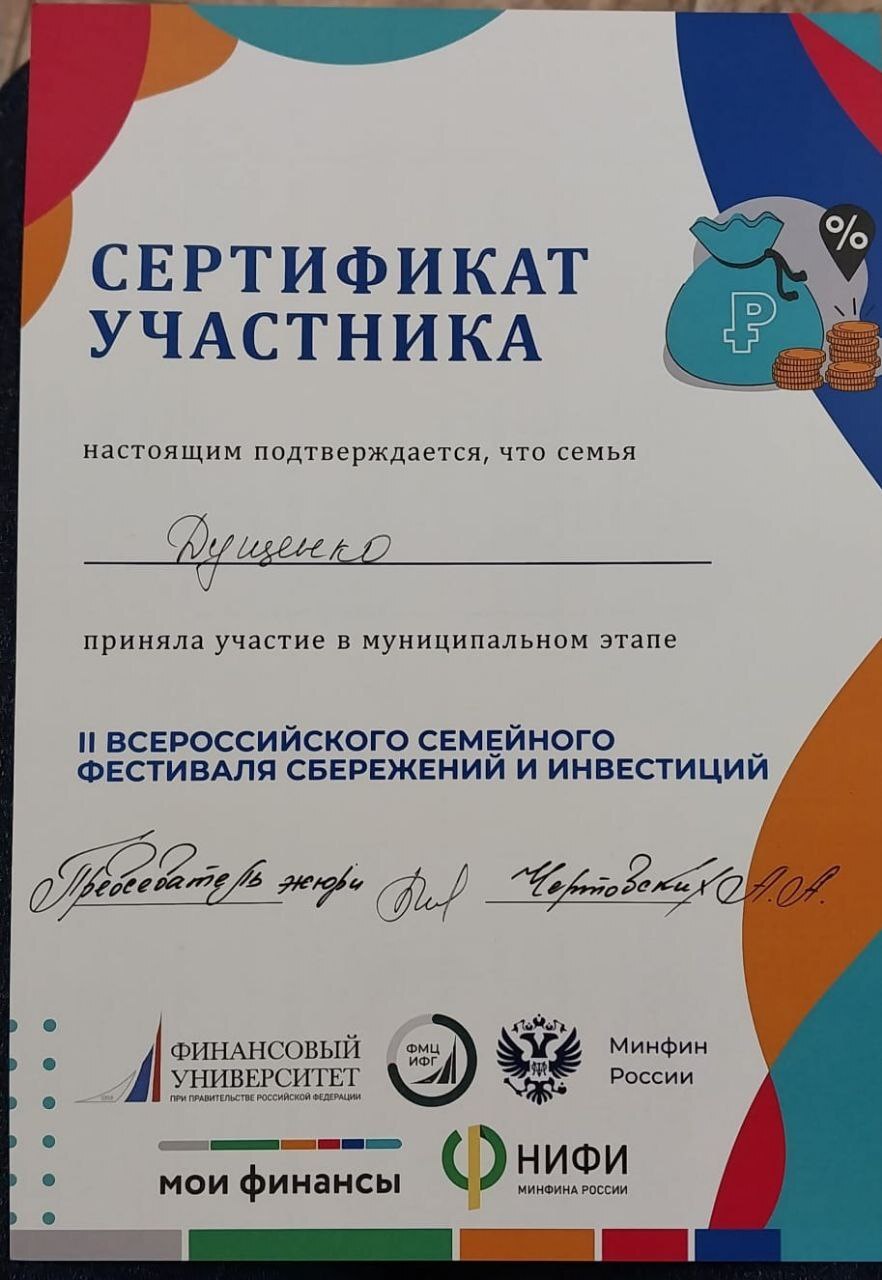 %
₽
СЕРТИФИКАТ
УЧАСТНИКА
настоящим подтверждается, что семья
Дущенко
приняла участие в муниципальном этапе
II ВСЕРОССИЙСКОГО СЕМЕЙНОГО
ФЕСТИВАЛЯ СБЕРЕЖЕНИЙ И ИНВЕСТИЦИЙ
Председатель жюри Чертовских А.А.
ФИНАНСОВЫЙ
УНИВЕРСИТЕТ
ПРИ ПРАВИТЕЛЬСТВЕ РОССИЙСКОЙ ФЕДЕРАЦИИ
ФМЦ
ИФГ
Минфин
России
мои финансы
НИФИ
МИНФИНА РОССИИ